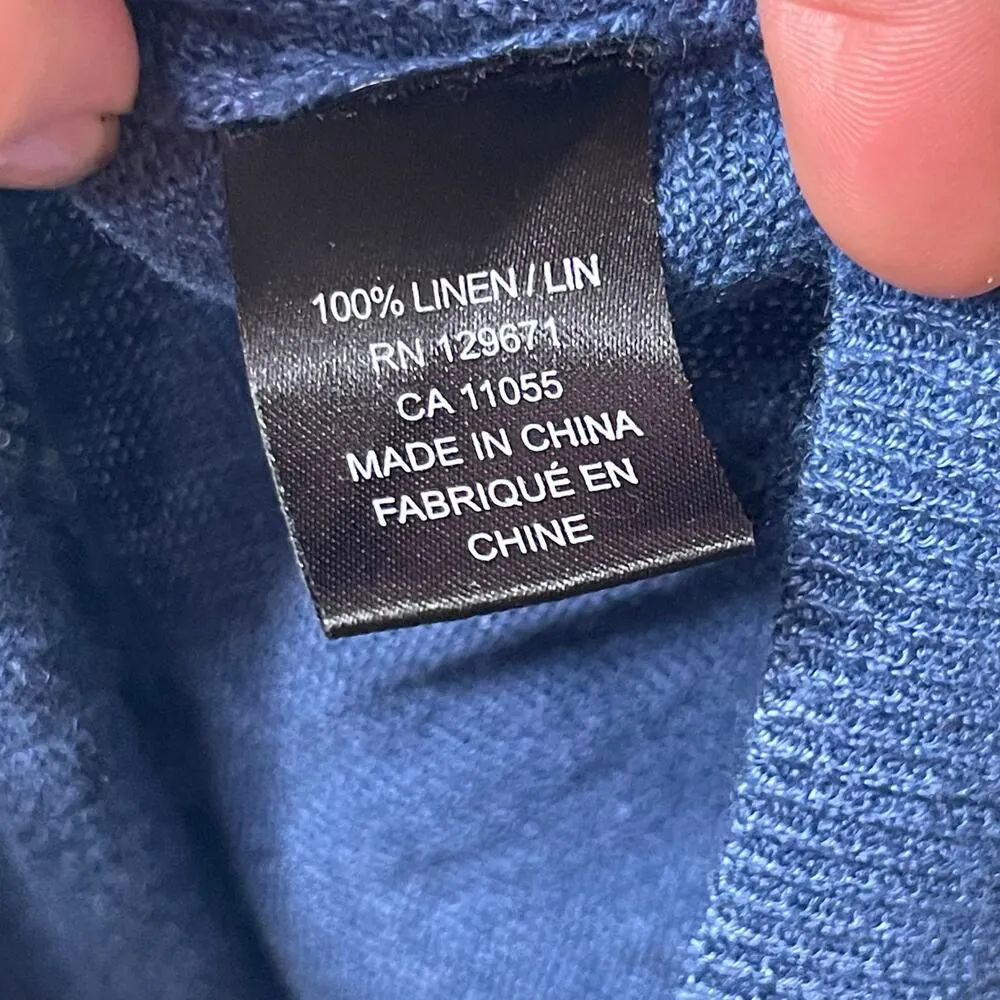 100% LINEN / LIN
RN 129671
CA 11055
MADE IN CHINA
FABRIQUÉ EN
CHINE